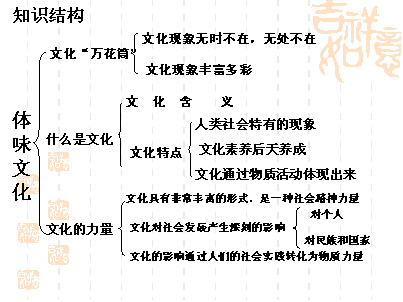 知识结构
体味文化
文化“万花筒”
文化现象无时不在，无处不在
文化现象丰富多彩
什么是文化
文 化 含 义
文化特点
人类社会特有的现象
文化素养后天养成
文化通过物质活动体现出来
文化的力量
文化具有非常丰富的形式，是一种社会精神力量
文化对社会发展产生深刻的影响
对个人
对民族和国家
文化的影响通过人们的社会实践转化为物质力量
吉祥如意